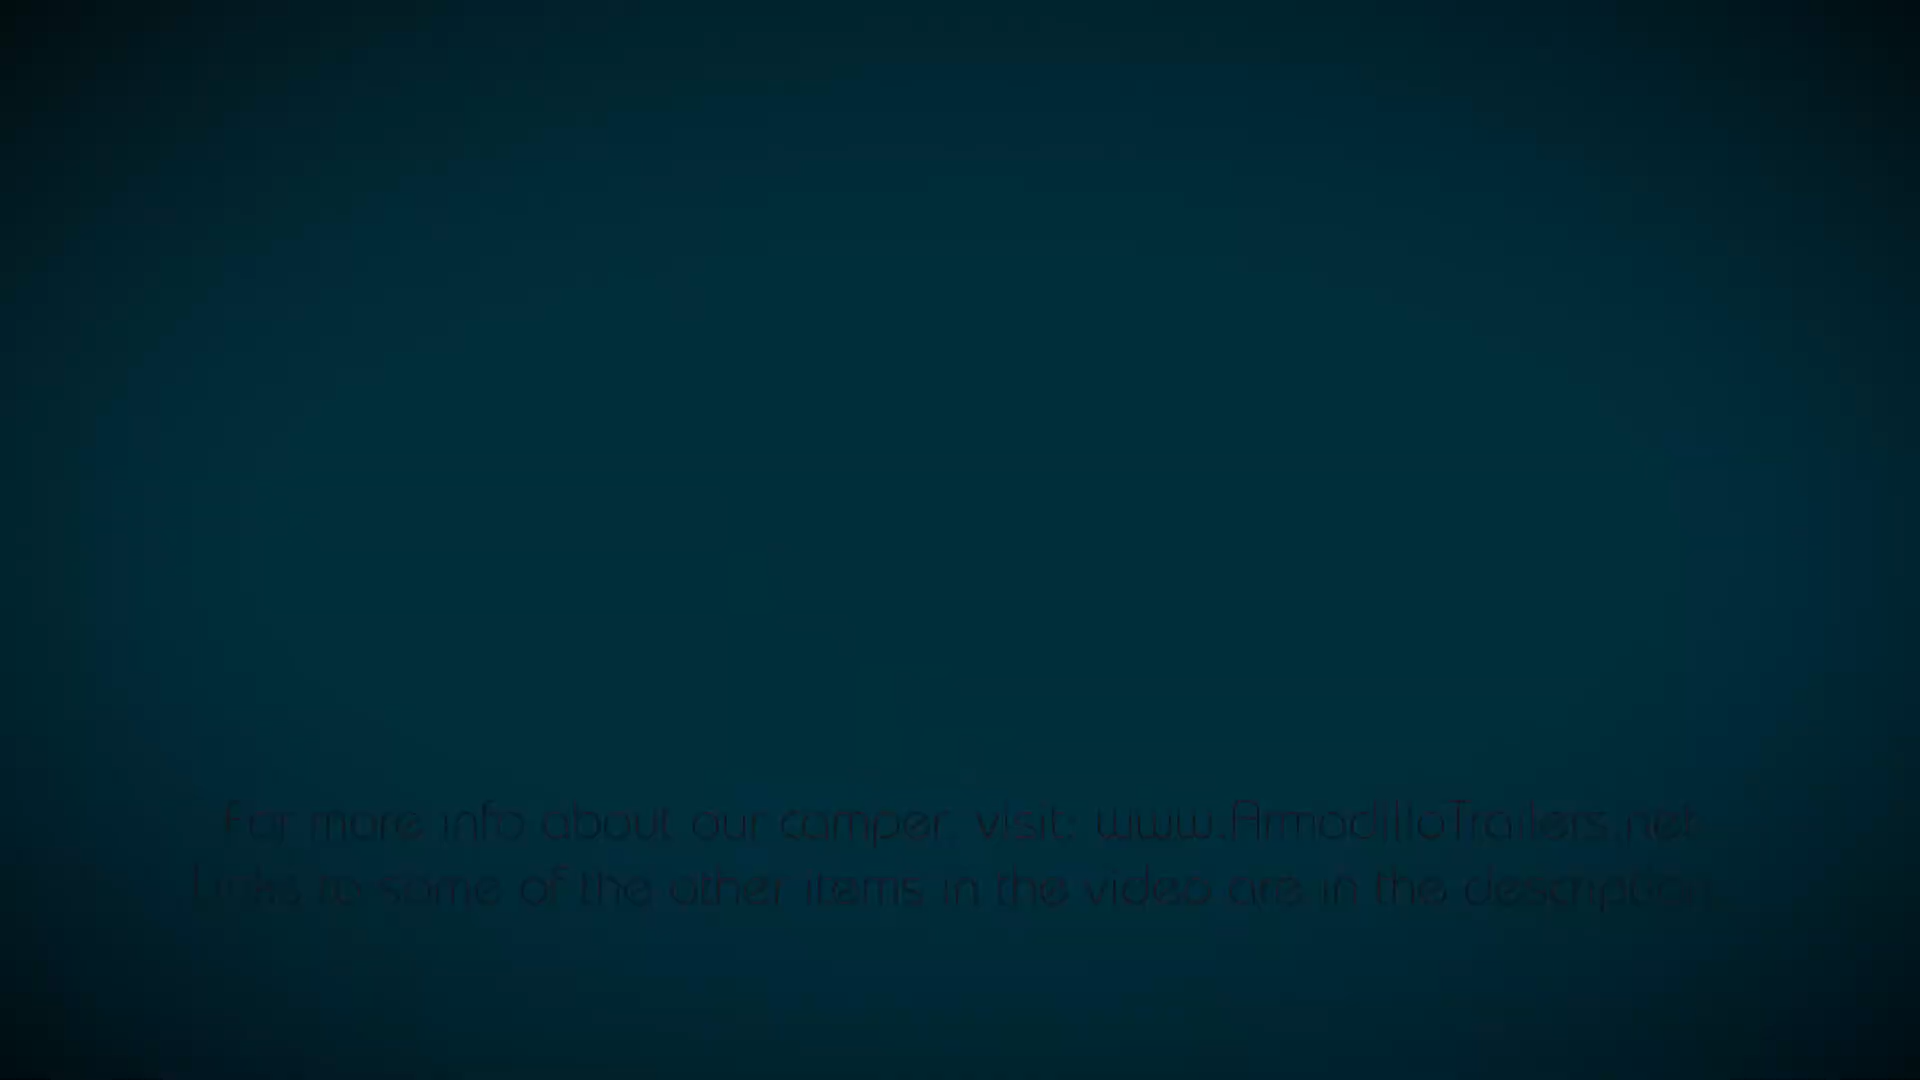 For more info about our camper, visit: www.ArmadilloTrailers.net
Links to some of the other items in the video are in the description